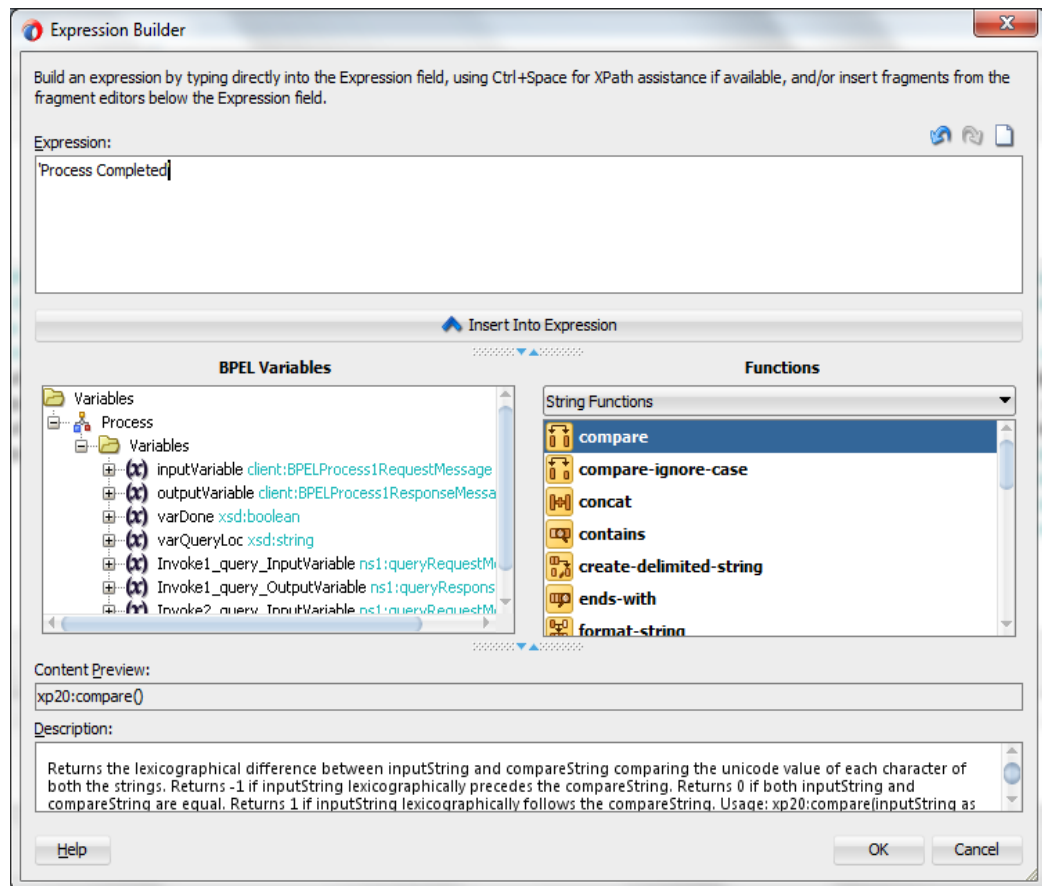 Expression Builder
Build an expression by typing directly into the Expression field, using Ctrl+Space for XPath assistance if available, and/or insert fragments from the
fragment editors below the Expression field.
Expression:
'Process Completed
Insert Into Expression
BPEL Variables
Variables
Process
Variables
(x) inputVariable client:BPELProcess1RequestMessage
(x) outputVariable client:BPELProcess1ResponseMessa
(x) varDone xsd:boolean
(x) varQueryLoc xsd:string
(x) Invoke1_query_InputVariable ns1:queryRequestM
(x) Invoke1_query_OutputVariable ns1:queryRespons
(x) Invoke2_query_InputVariable ns1:queryRequestM
Functions
String Functions
compare
compare-ignore-case
concat
contains
create-delimited-string
ends-with
format-string
Content Preview:
xp20:compare()
Description:
Returns the lexicographical difference between inputString and compareString comparing the unicode value of each character of
both the strings. Returns -1 if inputString lexicographically precedes the compareString. Returns 0 if both inputString and
compareString are equal. Returns 1 if inputString lexicographically follows the compareString. Usage: xp20:compare(inputString as
Help
OK
Cancel